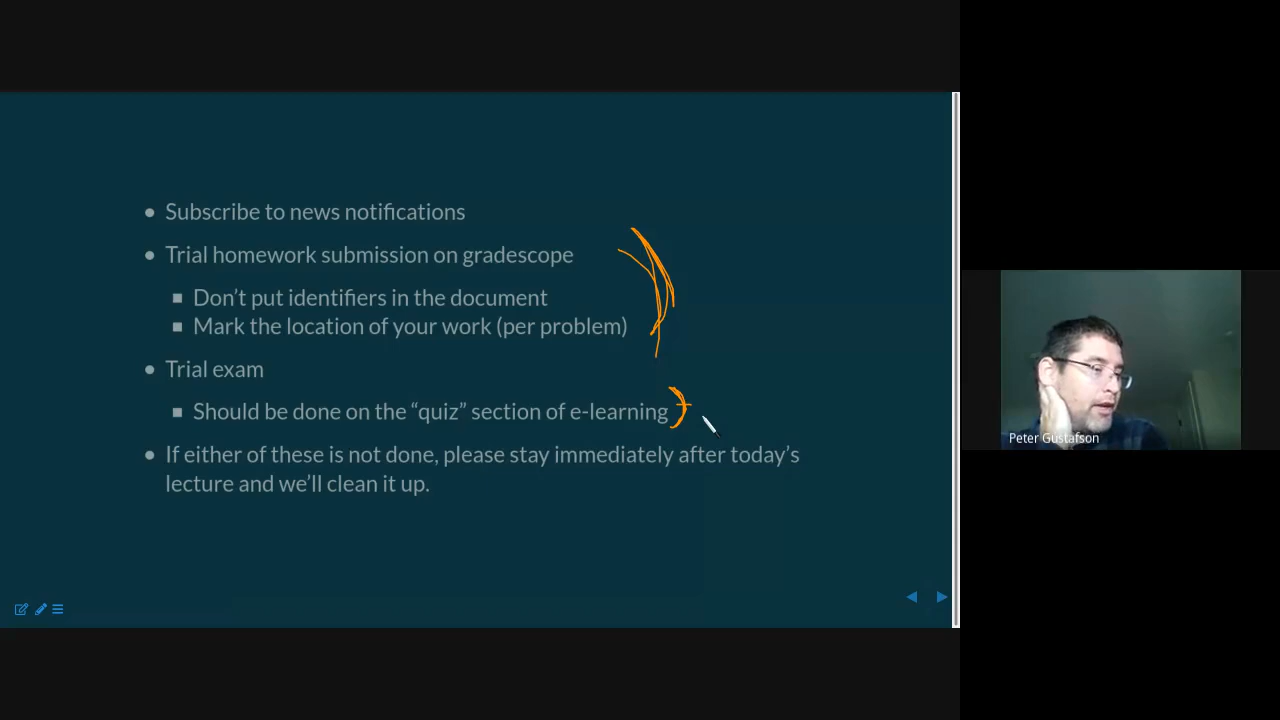 • Subscribe to news notifications
• Trial homework submission on gradescope
▪ Don’t put identifiers in the document
▪ Mark the location of your work (per problem)
• Trial exam
▪ Should be done on the “quiz” section of e-learning
• If either of these is not done, please stay immediately after today’s
lecture and we’ll clean it up.
Peter Gustafson